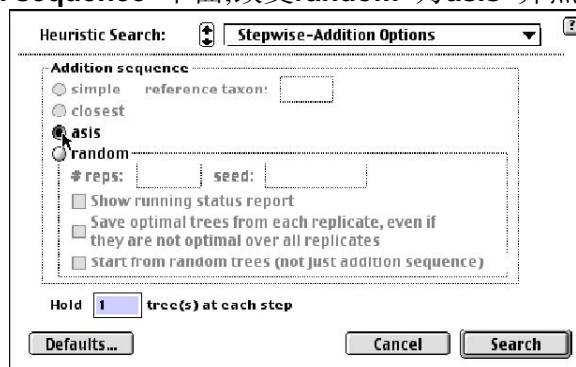 Heuristic Search: Stepwise-Addition Options ?
Addition sequence
simple reference taxon:
closest
asis
random
# reps: seed:
Show running status report
Save optimal trees from each replicate, even if
they are not optimal over all replicates
Start from random trees (not just addition sequence)
Hold 1 tree(s) at each step
Defaults... Cancel Search